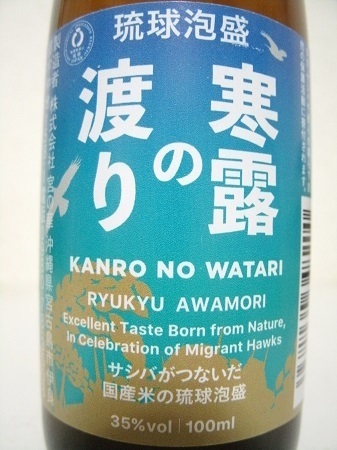 琉球泡盛
寒露の
渡り
KANRO NO WATARI
RYUKYU AWAMORI
Excellent Taste Born from Nature,
In Celebration of Migrant Hawks
サシバがつないだ
国産米の琉球泡盛
35%vol | 100ml
製造者 株式会社 宮の華 沖縄県宮古島市伊良